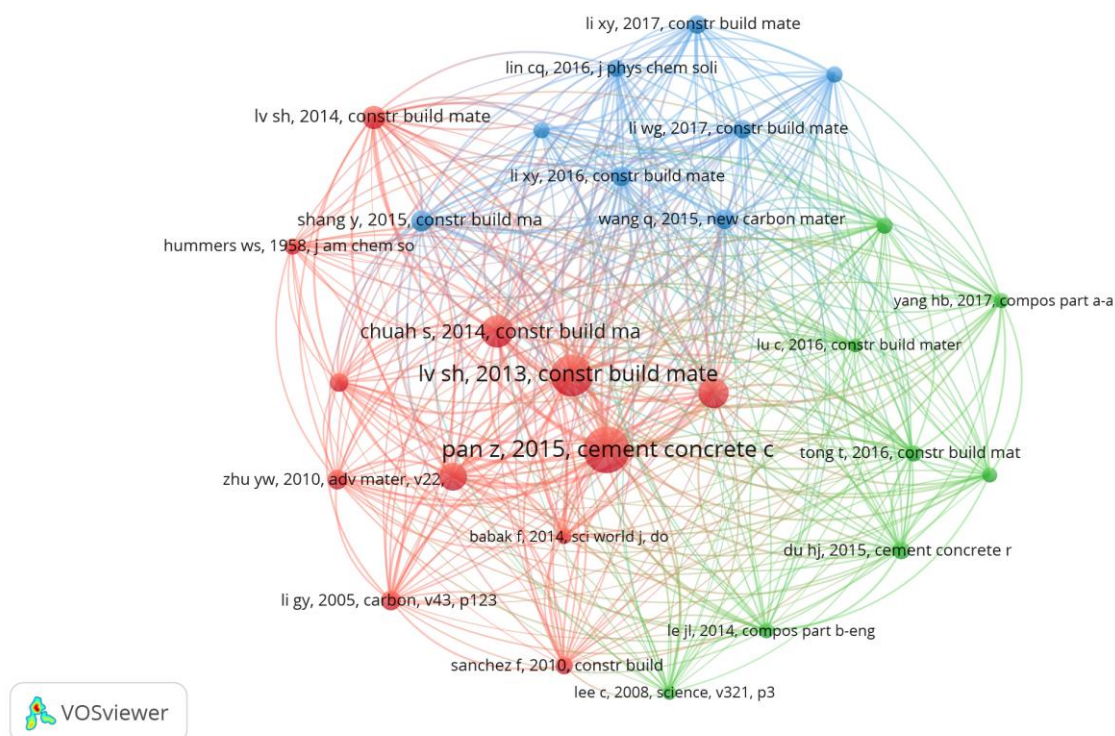 li xy, 2017, constr build mate
lin cq, 2016, j phys chem soli
lv sh, 2014, constr build mate
li wg, 2017, constr build mate
li xy, 2016, constr build mate
shang y, 2015, constr build ma
wang q, 2015, new carbon mater
hummers ws, 1958, j am chem so
yang hb, 2017, compos part a-a
chuah s, 2014, constr build ma
lu c, 2016, constr build mater
lv sh, 2013, constr build mate
pan z, 2015, cement concrete c
tong t, 2016, constr build mat
zhu yw, 2010, adv mater, v22,
babak f, 2014, sci world j, do
du hj, 2015, cement concrete r
li gy, 2005, carbon, v43, p123
le jl, 2014, compos part b-eng
sanchez f, 2010, constr build
lee c, 2008, science, v321, p3
VOSviewer